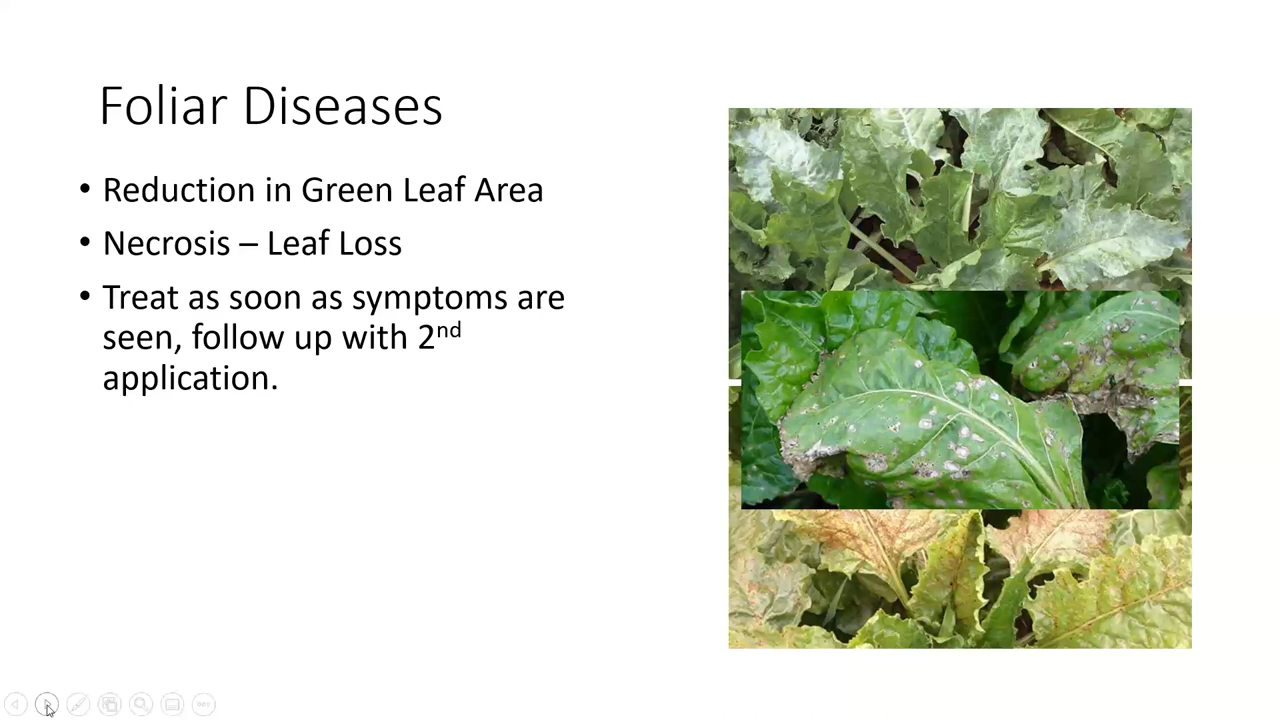 Foliar Diseases
• Reduction in Green Leaf Area
• Necrosis – Leaf Loss
• Treat as soon as symptoms are
seen, follow up with 2nd
application.